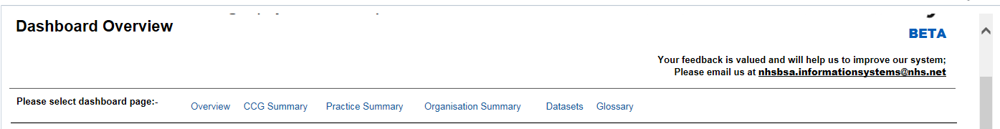 Dashboard Overview
BETA
Your feedback is valued and will help us to improve our system;
Please email us at nhsbsa.informationsystems@nhs.net
Please select dashboard page:-
Overview CCG Summary Practice Summary Organisation Summary Datasets Glossary